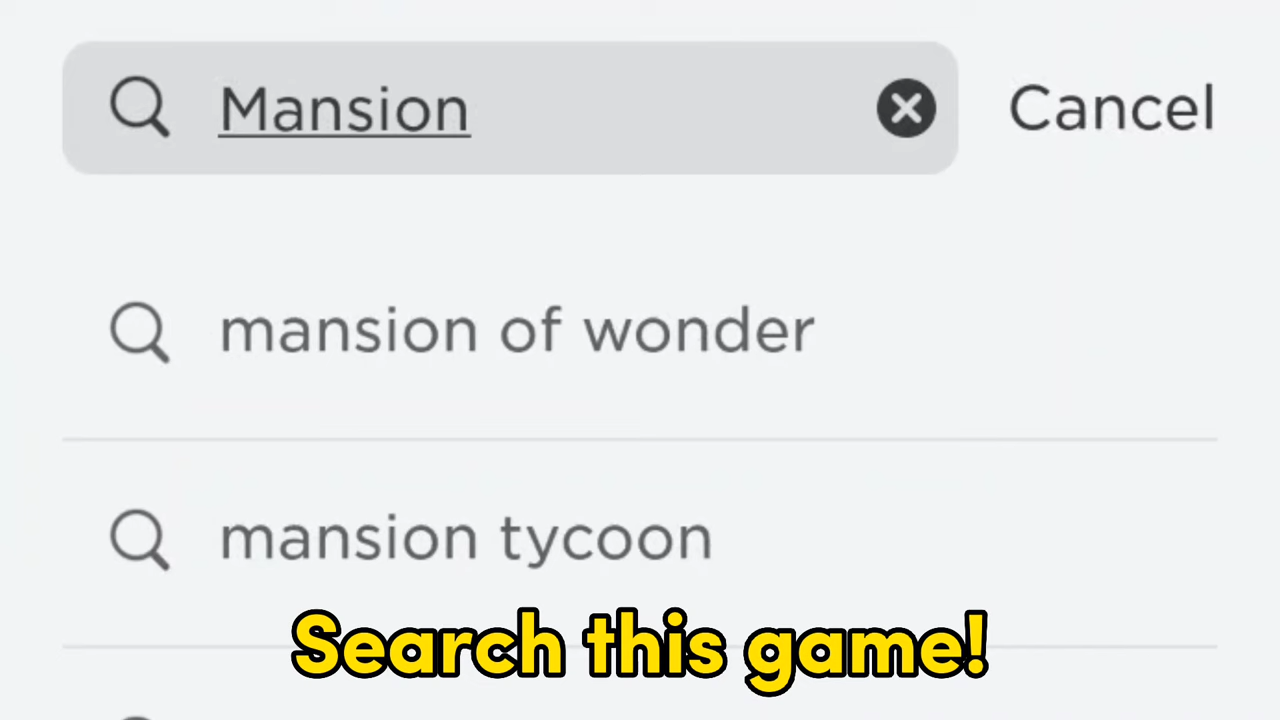 Mansion
Cancel
mansion of wonder
mansion tycoon
Search this game!